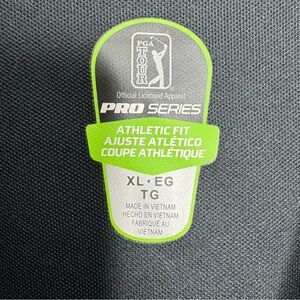 PGA
TOUR
Official Licensed Apparel
PRO SERIES
ATHLETIC FIT
AJUSTE ATLÉTICO
COUPE ATHLÉTIQUE
XL • EG
TG
MADE IN VIETNAM
HECHO EN VIETNAM
FABRIQUÉ AU
VIETNAM